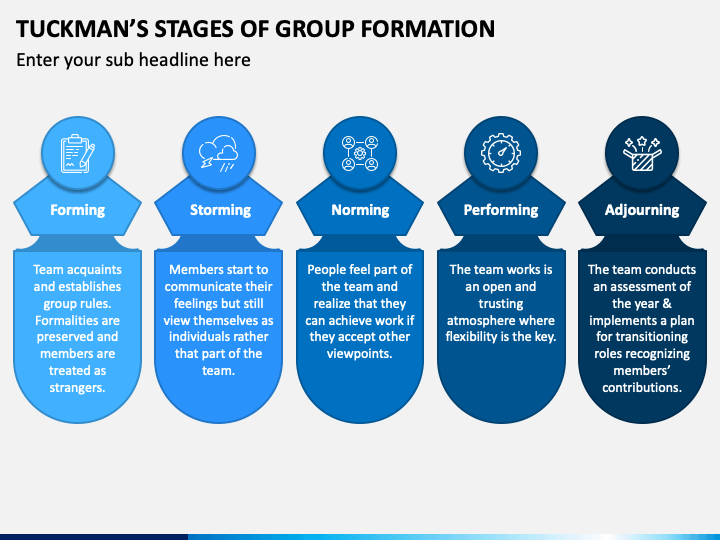 TUCKMAN’S STAGES OF GROUP FORMATION
Enter your sub headline here
Forming
Team acquaints
and establishes
group rules.
Formalities are
preserved and
members are
treated as
strangers.
Storming
Members start to
communicate their
feelings but still
view themselves as
individuals rather
that part of the
team.
Norming
People feel part of
the team and
realize that they
can achieve work if
they accept other
viewpoints.
Performing
The team works is
an open and
trusting
atmosphere where
flexibility is the key.
Adjourning
The team conducts
an assessment of
the year &
implements a plan
for transitioning
roles recognizing
members’
contributions.